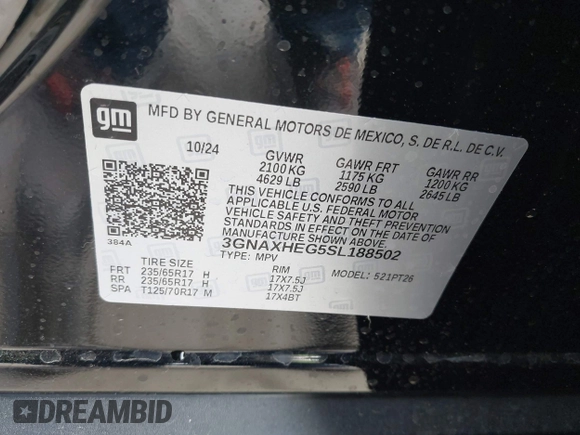 gm
MFD BY GENERAL MOTORS DE MEXICO, S. DE R.L. DE C.V.
10/24 GVWR GAWR FRT GAWR RR
2100 KG 1175 KG 1200 KG
4629 LB 2590 LB 2645 LB
THIS VEHICLE CONFORMS TO ALL
APPLICABLE U.S. FEDERAL MOTOR
VEHICLE SAFETY AND THEFT PREVENTION
STANDARDS IN EFFECT ON THE DATE OF
MANUFACTURE SHOWN ABOVE.
3GNAXHEG5SL188502
TYPE: MPV MODEL: 521PT26
384A
TIRE SIZE RIM
FRT 235/65R17 H 17X7.5J
RR 235/65R17 H 17X7.5J
SPA T125/70R17 M 17X4BT
DREAMBID